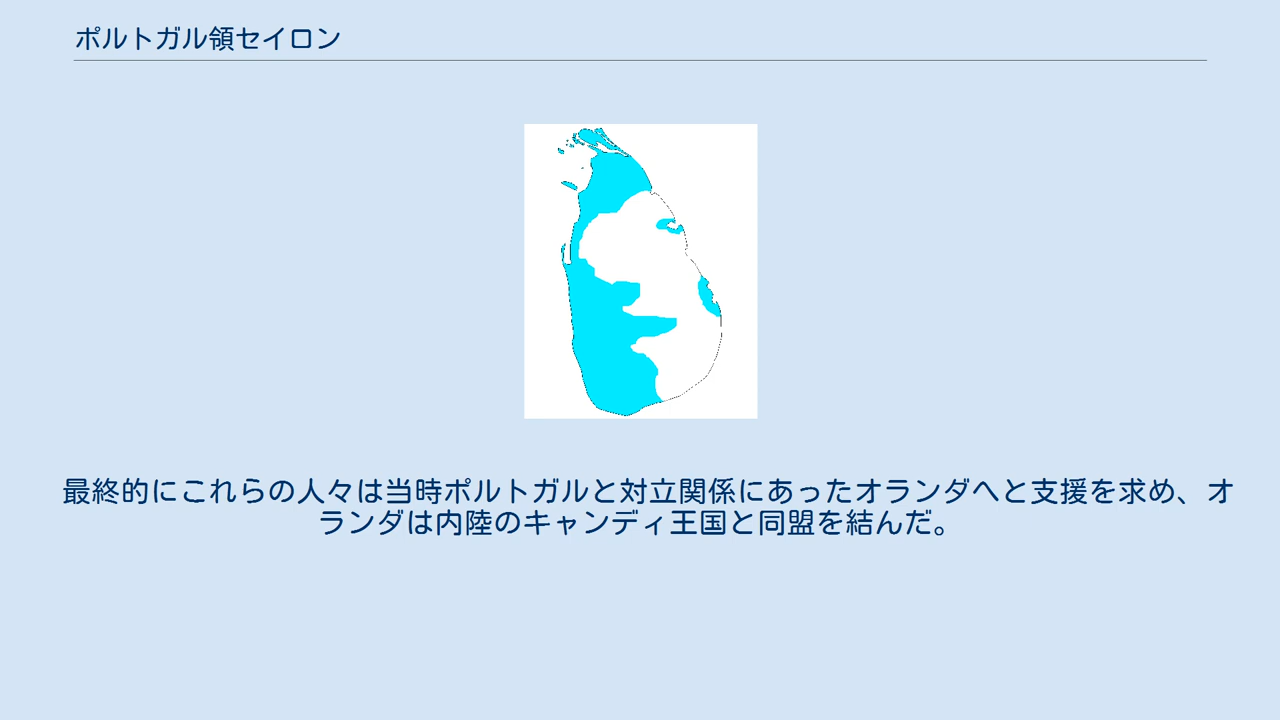 ポルトガル領セイロン
最終的にこれらの人々は当時ポルトガルと対立関係にあったオランダへと支援を求め、オ
ランダは内陸のキャンディ王国と同盟を結んだ。